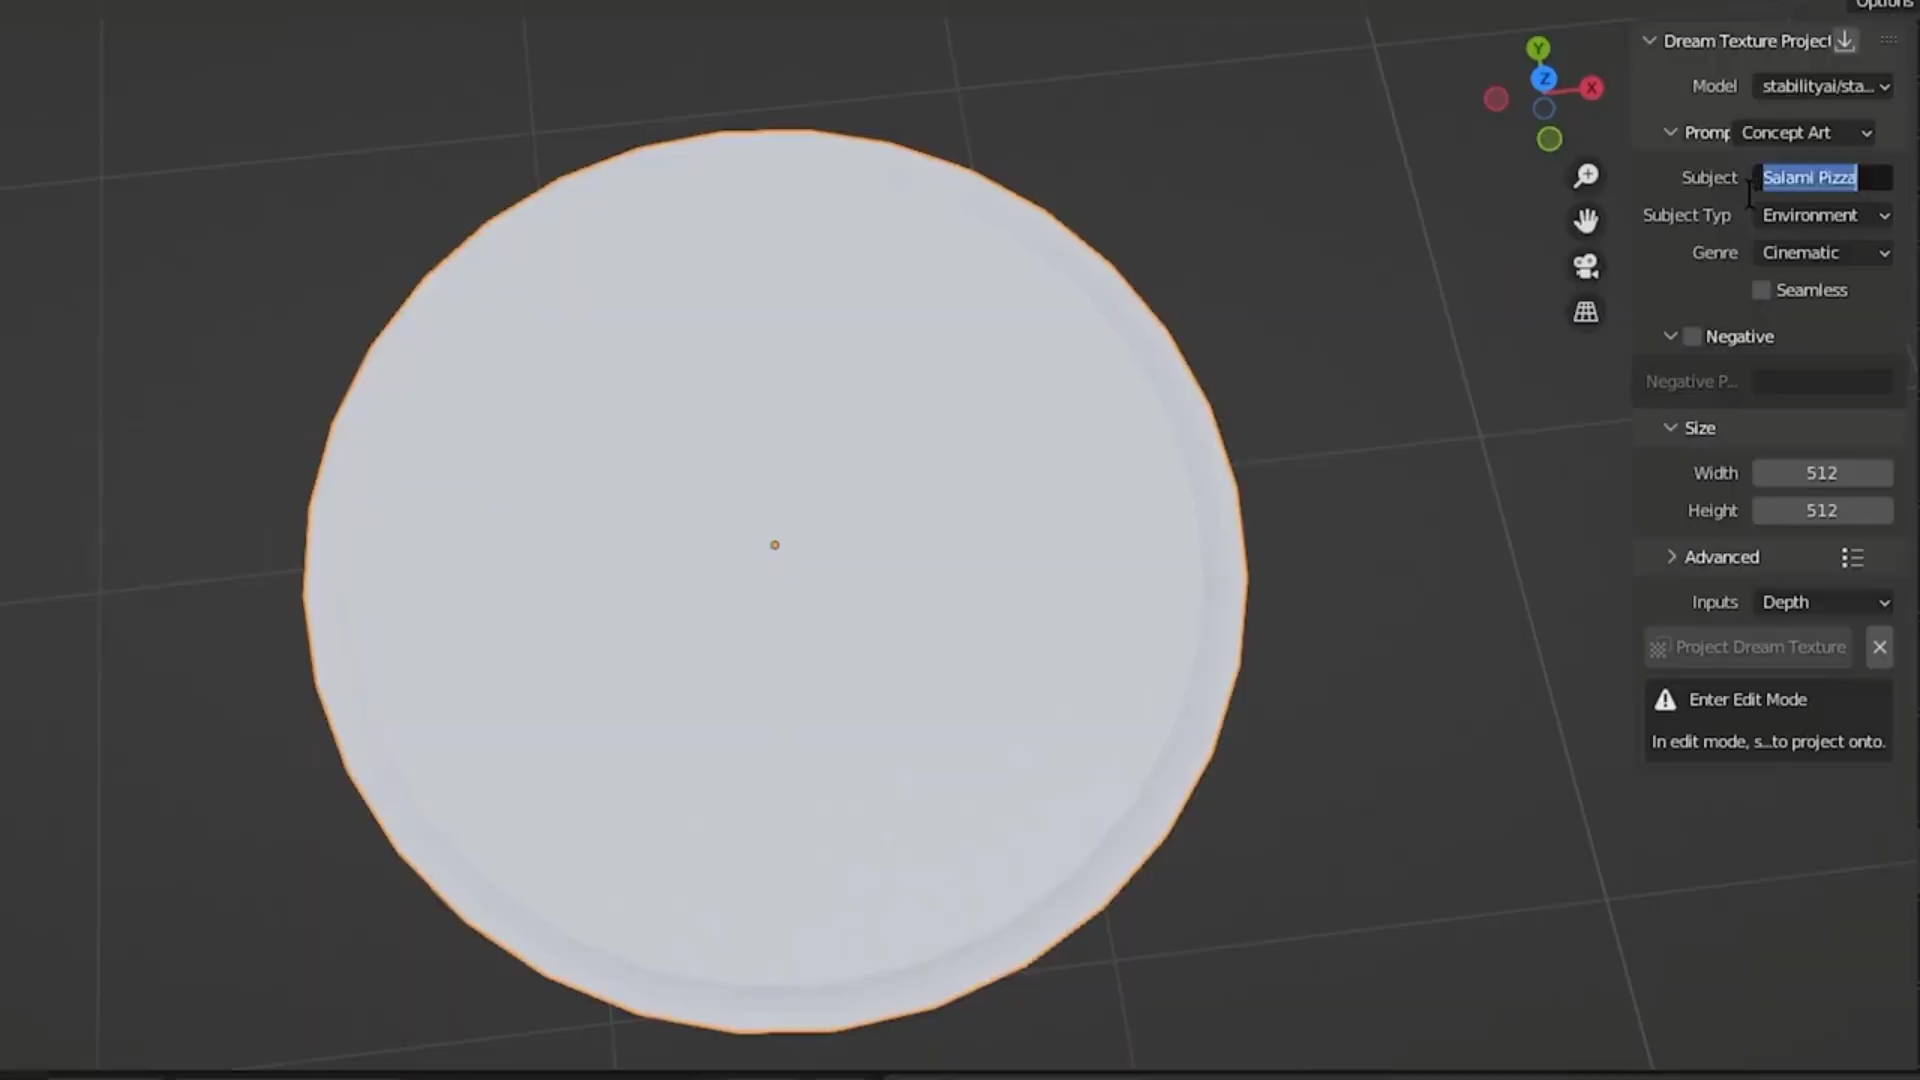 Options
Dream Texture Project
Model stabilityai/sta...
Promp Concept Art
Subject Salami Pizza
Subject Typ Environment
Genre Cinematic
Seamless
Negative
Negative P...
Size
Width 512
Height 512
Advanced
Inputs Depth
Project Dream Texture
Enter Edit Mode
In edit mode, s...to project onto.
Y
Z
X